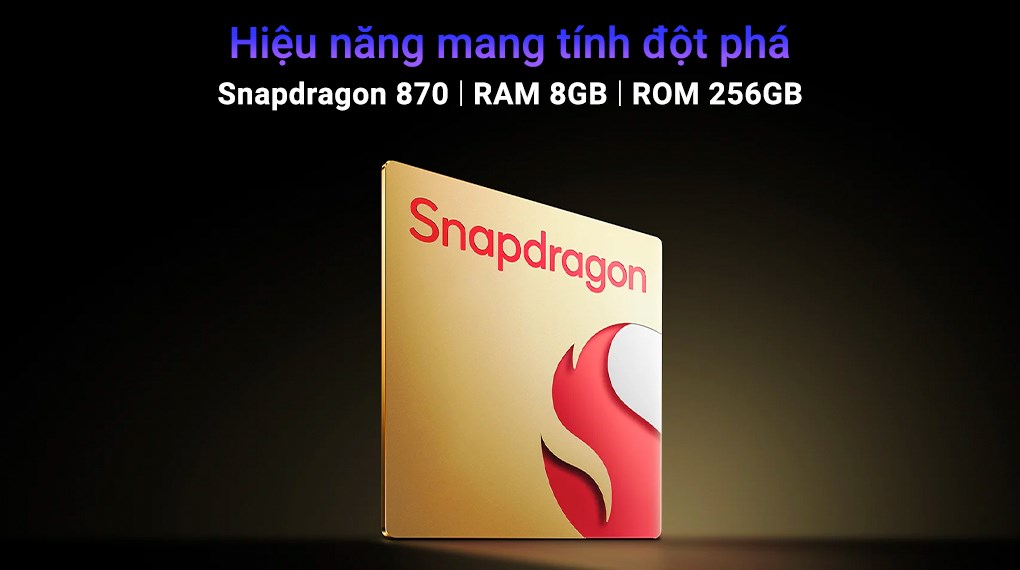 Hiệu năng mang tính đột phá
Snapdragon 870 | RAM 8GB | ROM 256GB
Snapdragon